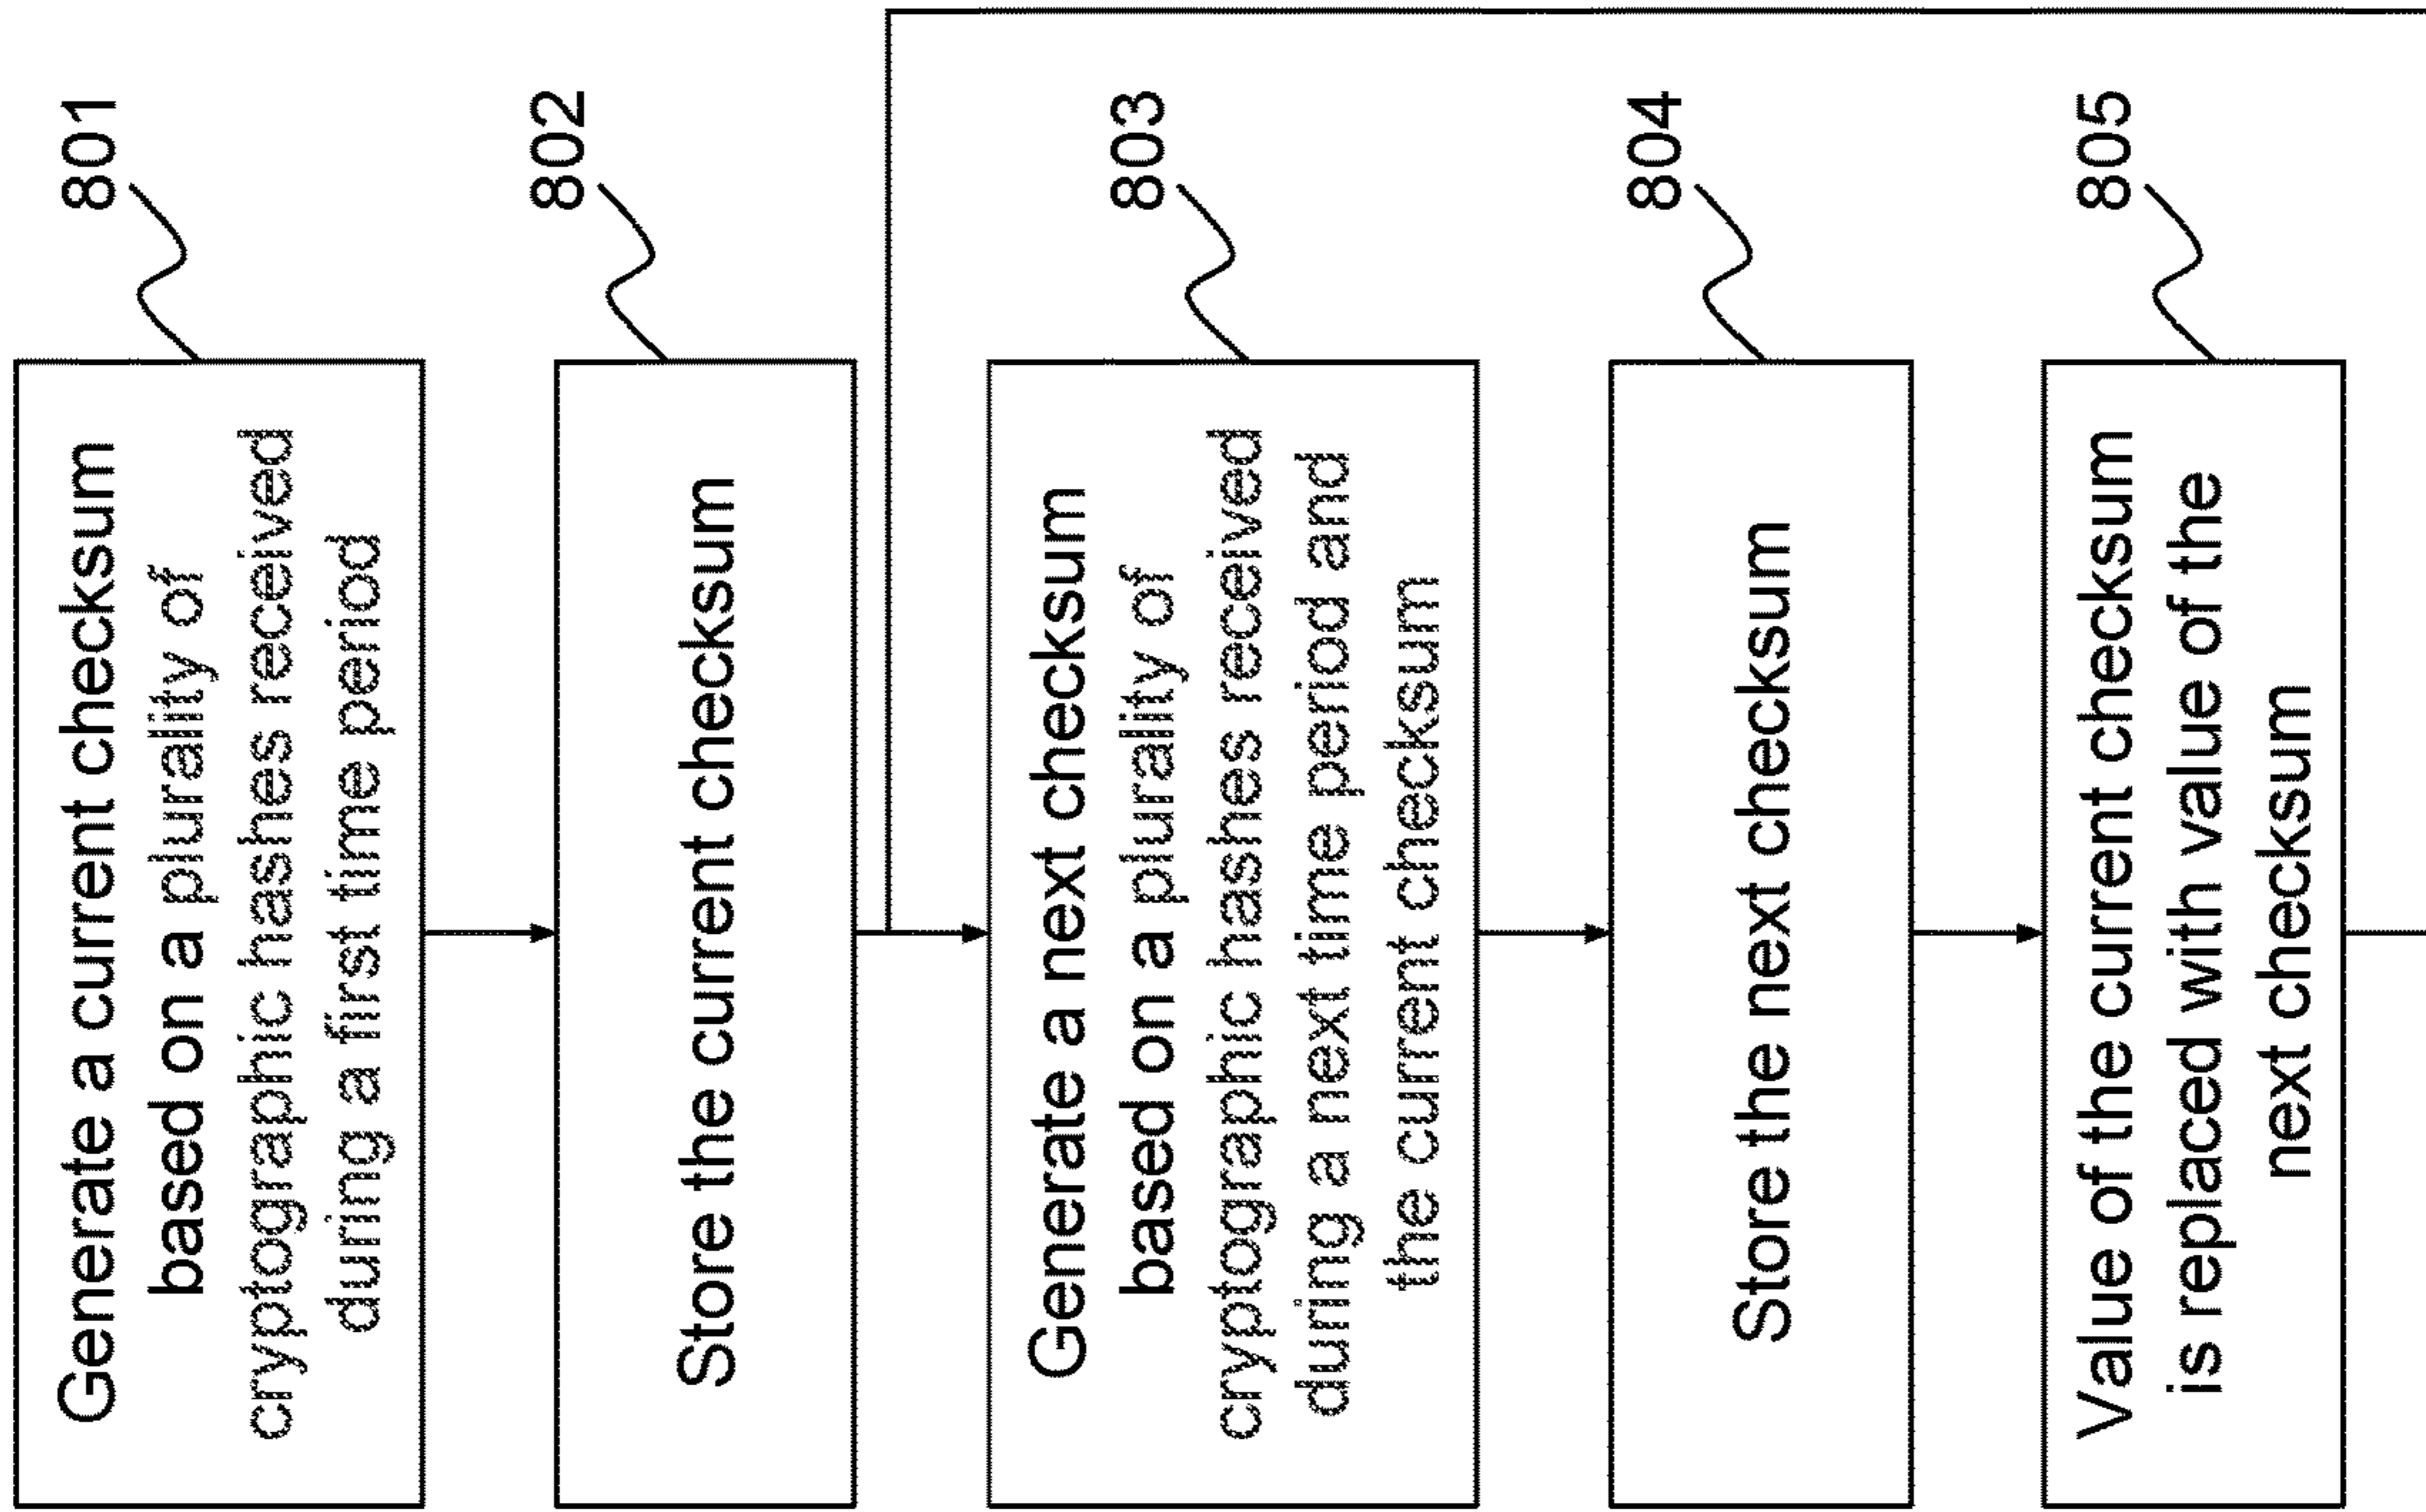 Generate a current checksum
based on a plurality of
cryptographic hashes received
during a first time period
801
Store the current checksum
802
Generate a next checksum
based on a plurality of
cryptographic hashes received
during a next time period and
the current checksum
803
Store the next checksum
804
Value of the current checksum
is replaced with value of the
next checksum
805